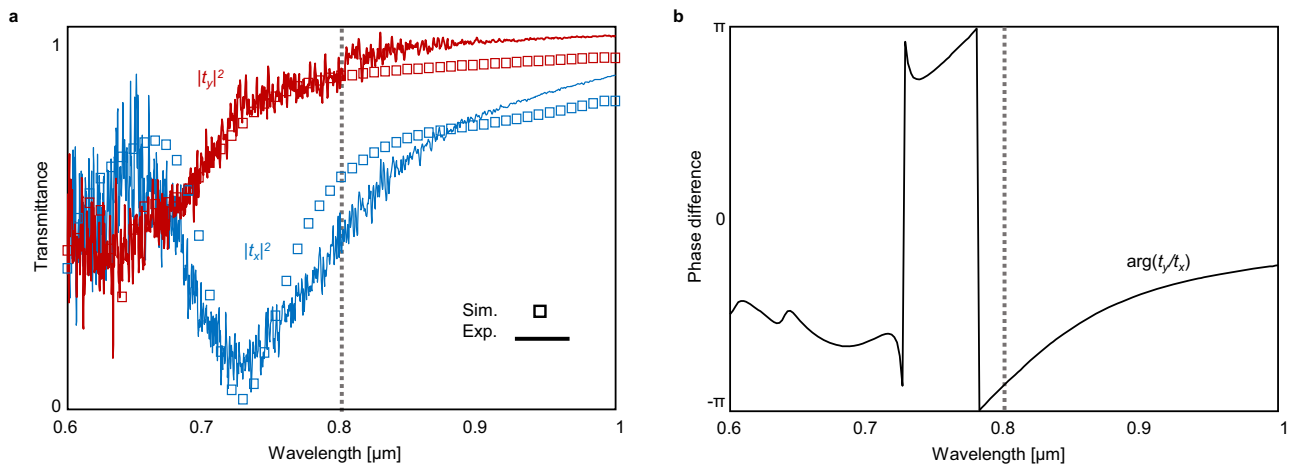 a
1
|t_y|^2
|t_x|^2
Transmittance
Sim.
Exp.
0
0.6
0.7
0.8
0.9
1
Wavelength [µm]
b
π
Phase difference
0
arg(t_y/t_x)
-π
0.6
0.7
0.8
0.9
1
Wavelength [µm]